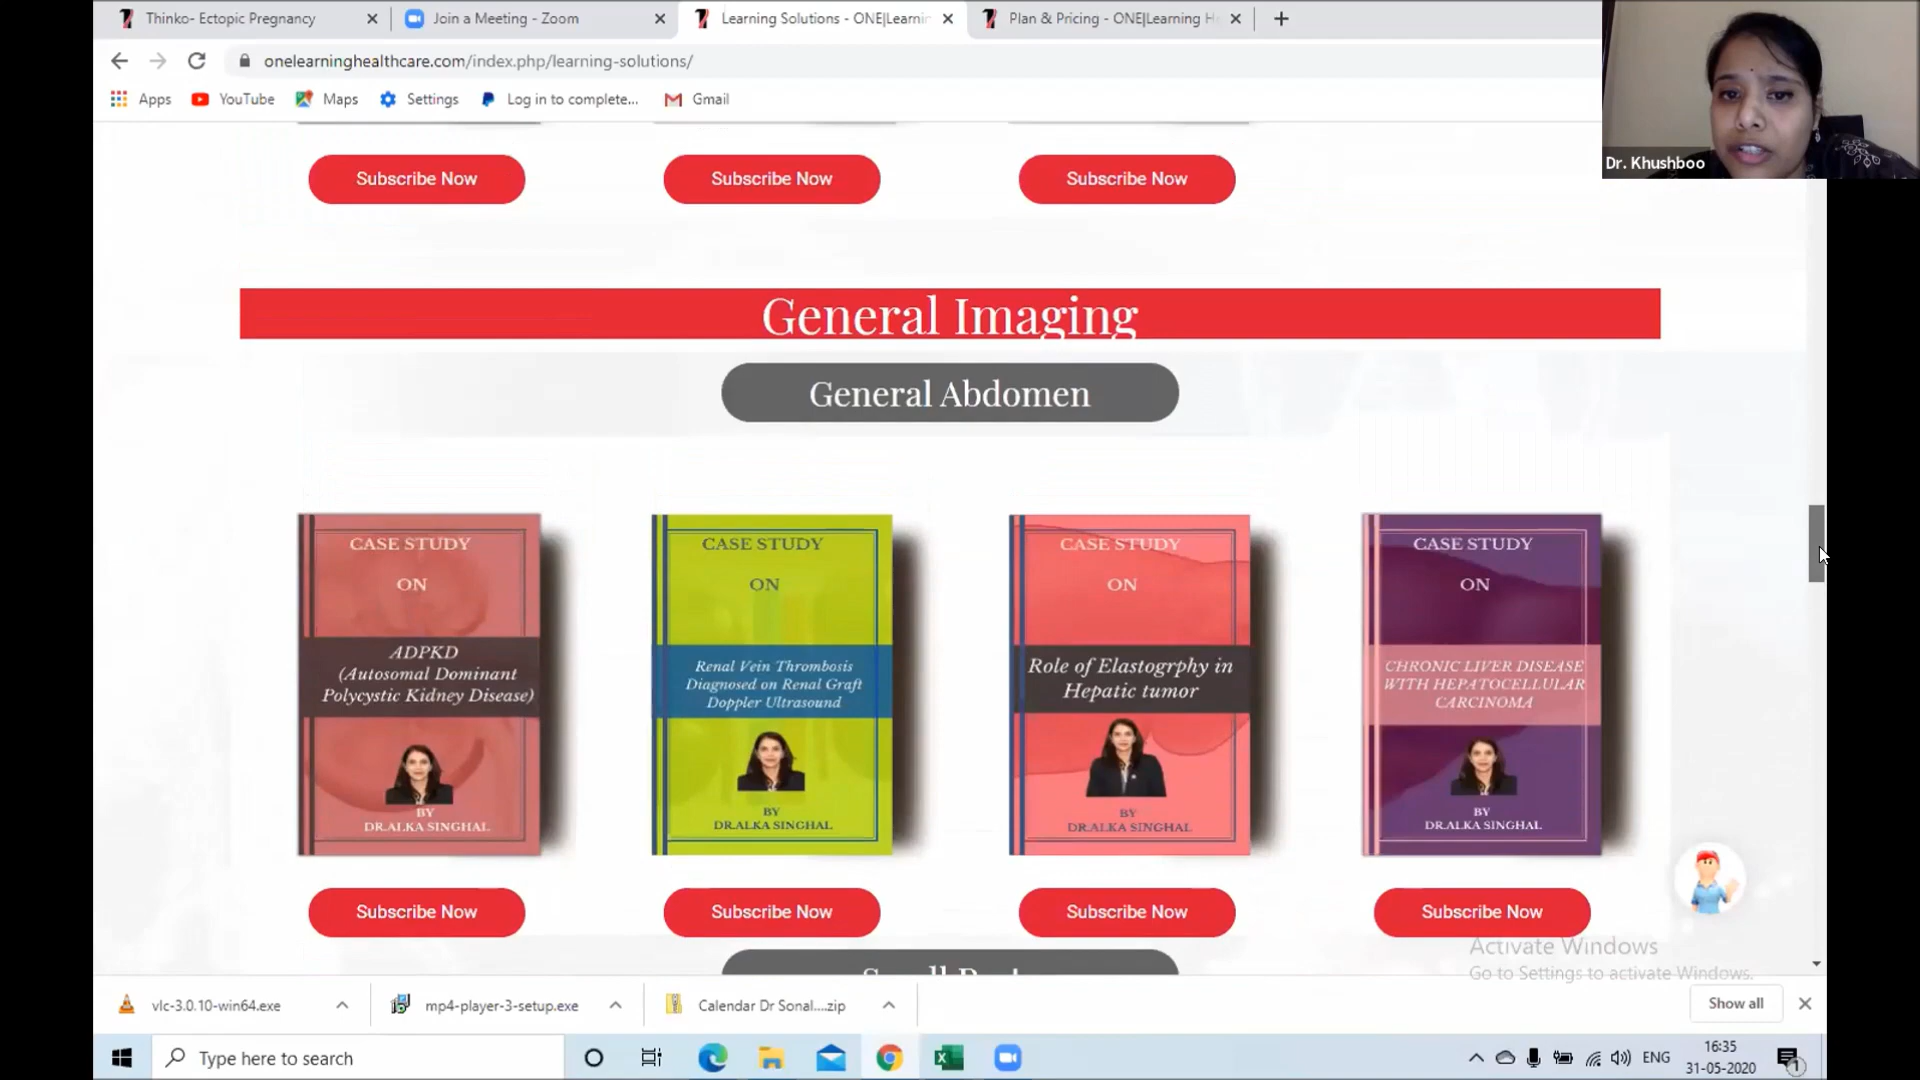 Thinko- Ectopic Pregnancy
Join a Meeting - Zoom
Learning Solutions - ONE|Learnin
Plan & Pricing - ONE|Learning H
onelearninghealthcare.com/index.php/learning-solutions/
Apps
YouTube
Maps
Settings
Log in to complete...
Gmail
Dr. Khushboo
Subscribe Now
Subscribe Now
Subscribe Now
General Imaging
General Abdomen
CASE STUDY
ON
ADPKD
(Autosomal Dominant
Polycystic Kidney Disease)
BY
DR.ALKA SINGHAL
CASE STUDY
ON
Renal Vein Thrombosis
Diagnosed on Renal Graft
Doppler Ultrasound
BY
DR.ALKA SINGHAL
CASE STUDY
ON
Role of Elastogrphy in
Hepatic tumor
BY
DR.ALKA SINGHAL
CASE STUDY
ON
CHRONIC LIVER DISEASE
WITH HEPATOCELLULAR
CARCINOMA
BY
DR.ALKA SINGHAL
Subscribe Now
Subscribe Now
Subscribe Now
Subscribe Now
Activate Windows
Go to Settings to activate Windows.
vlc-3.0.10-win64.exe
mp4-player-3-setup.exe
Calendar Dr Sonal....zip
Show all
Type here to search
ENG
16:35
31-05-2020
1